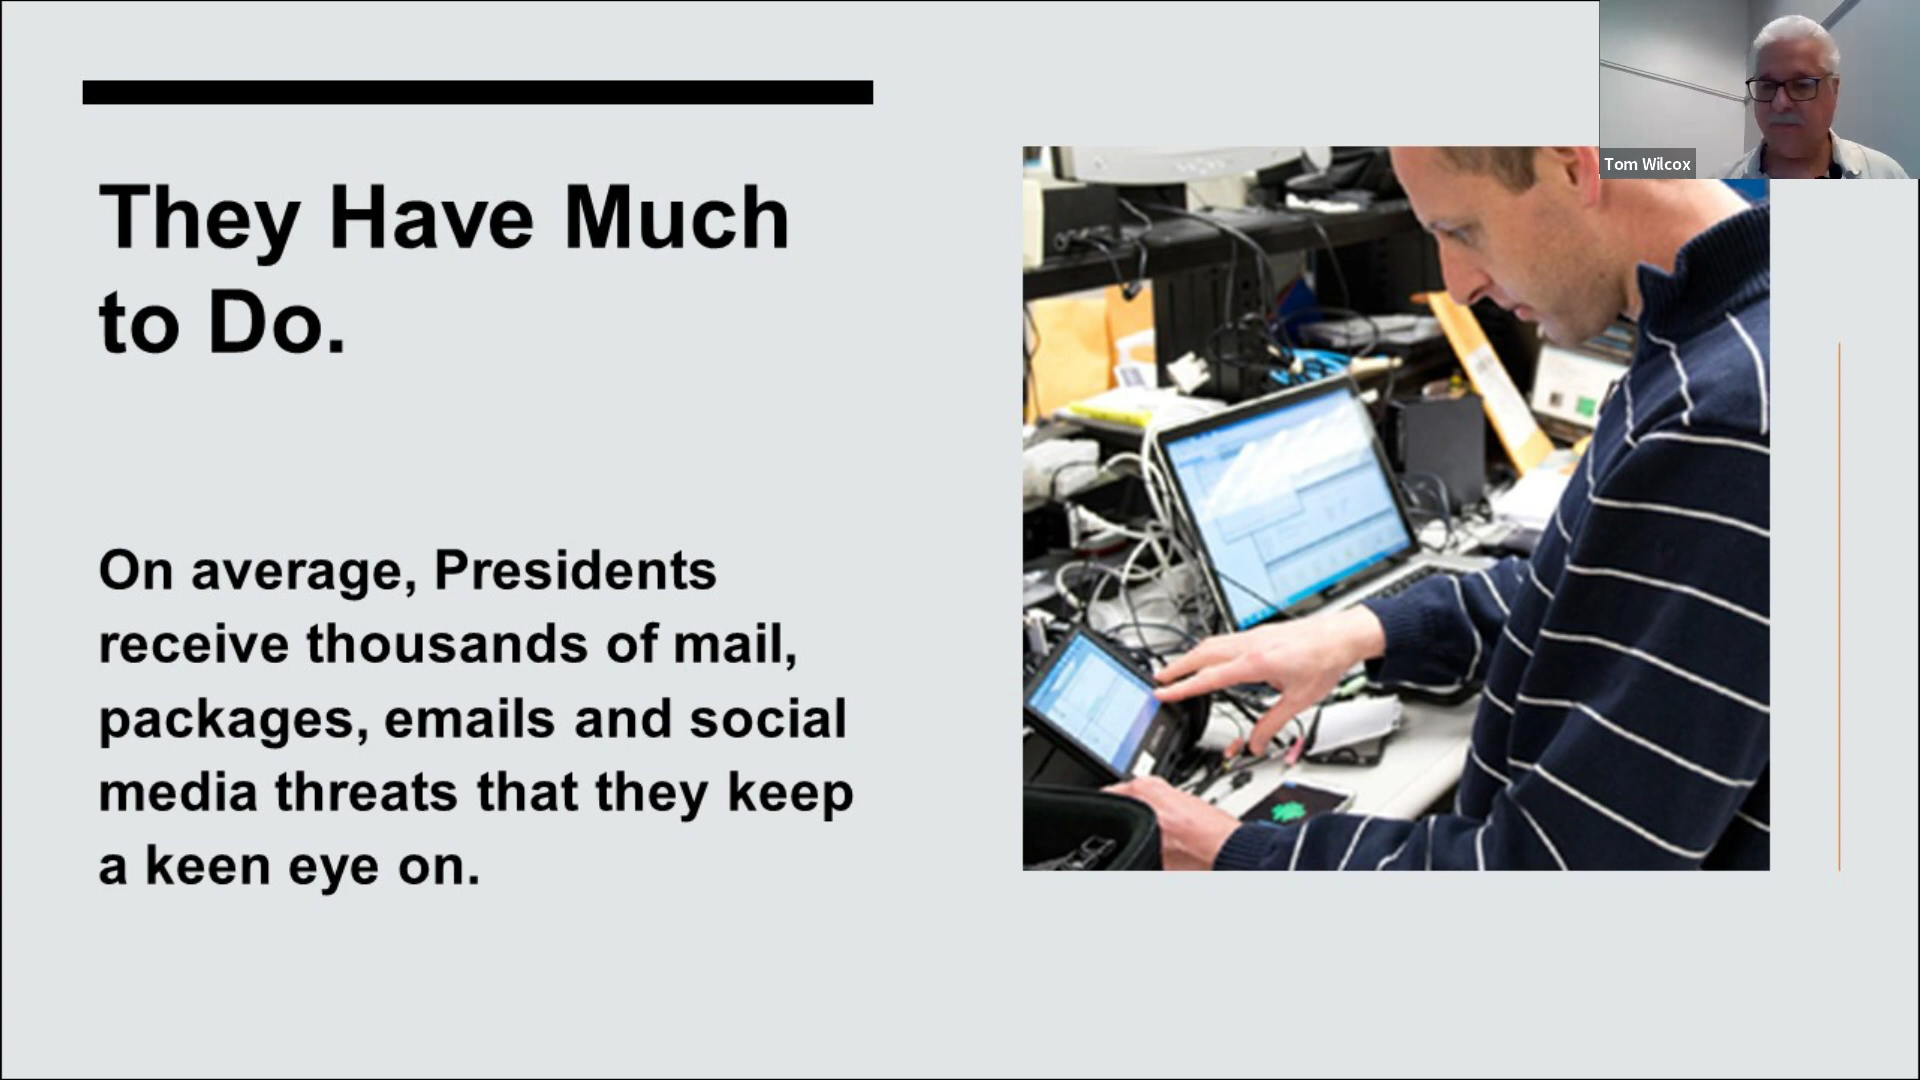 They Have Much
to Do.
On average, Presidents
receive thousands of mail,
packages, emails and social
media threats that they keep
a keen eye on.
Tom Wilcox